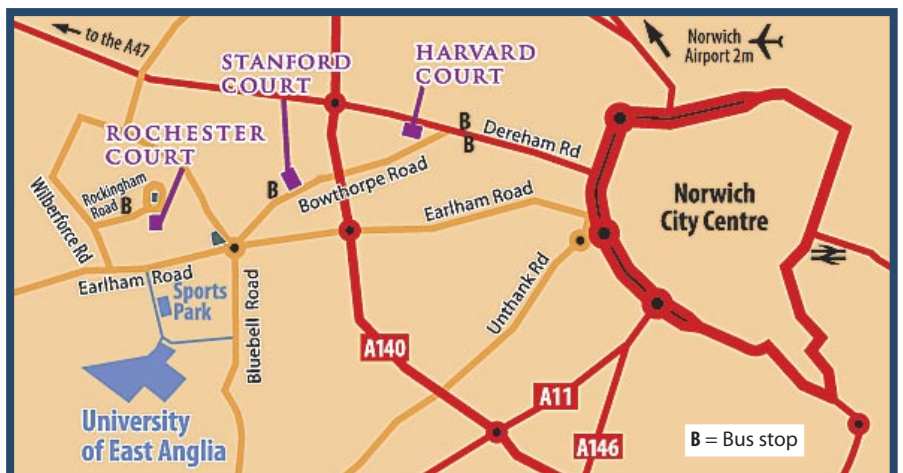 to the A47
STANFORD
COURT
HARVARD
COURT
Norwich
Airport 2m
ROCHESTER
COURT
B
B
Dereham Rd
Rockingham
Road B
B
Bowthorpe Road
Wilberforce Rd
Earlham Road
Norwich
City Centre
Earlham Road
Sports
Park
Bluebell Road
Unthank Rd
A140
A11
A146
University
of East Anglia
B = Bus stop